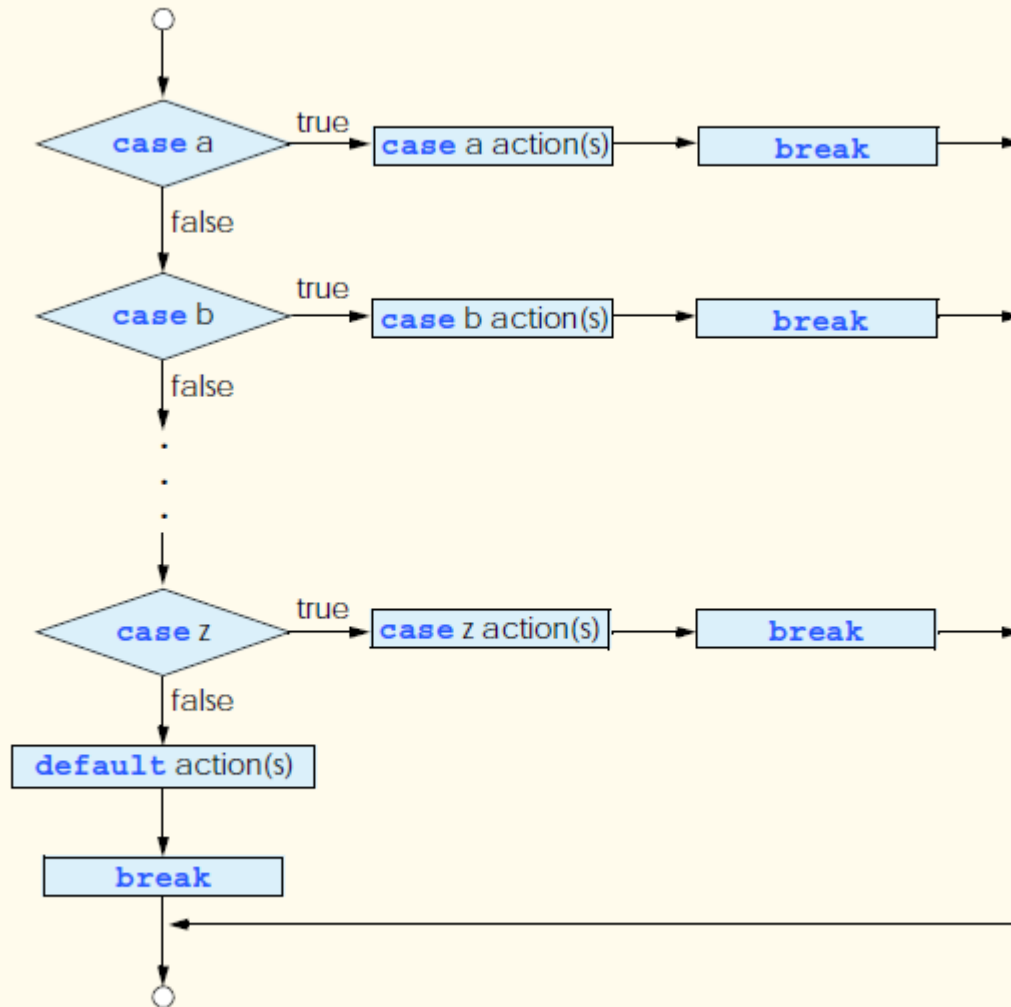 true
case a
case a action(s)
break
false
true
case b
case b action(s)
break
false
.
.
.
true
case z
case z action(s)
break
false
default action(s)
break